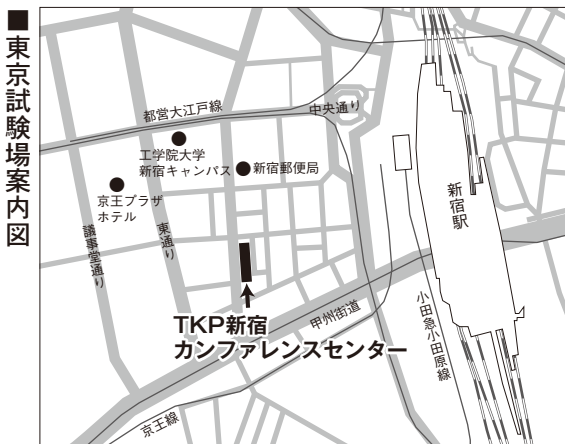 ■東京試験場案内図
都営大江戸線
中央通り
工学院大学
新宿キャンパス
新宿郵便局
京王プラザ
ホテル
議事堂通り
東通り
新宿駅
TKP新宿
カンファレンスセンター
甲州街道
小田急小田原線
京王線